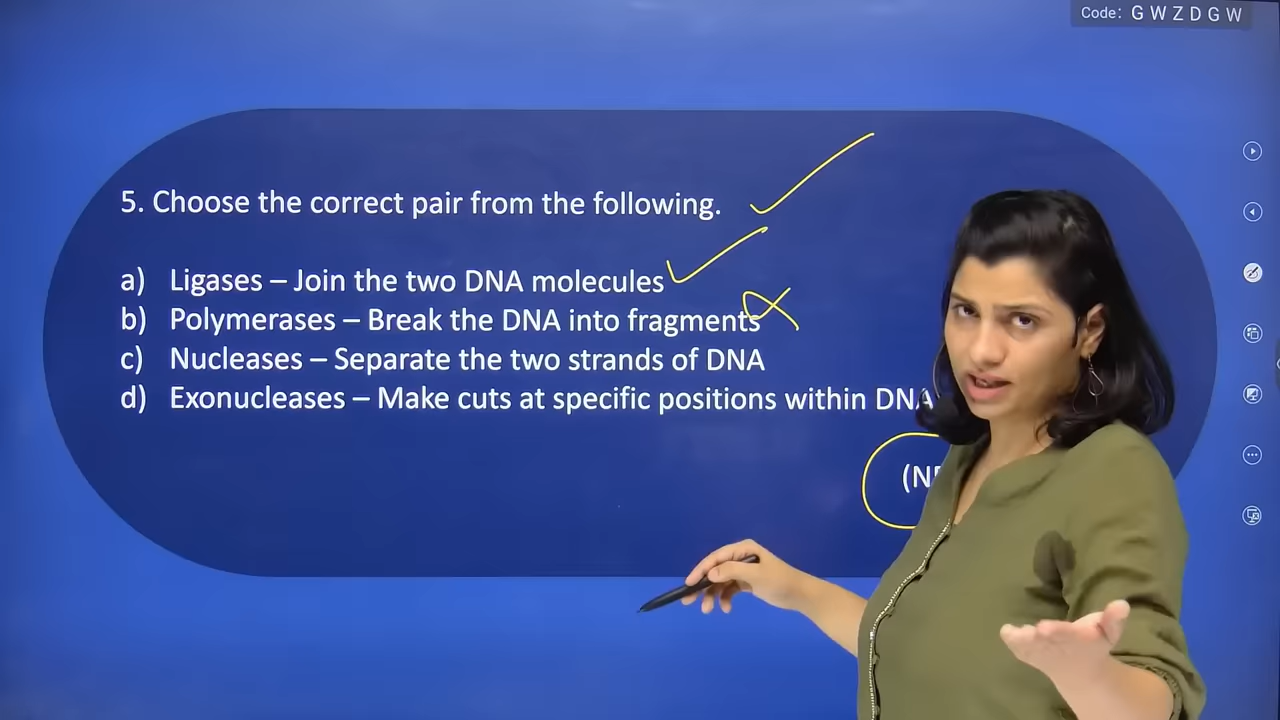 Code: G W Z D G W
5. Choose the correct pair from the following.
a) Ligases – Join the two DNA molecules
b) Polymerases – Break the DNA into fragments
c) Nucleases – Separate the two strands of DNA
d) Exonucleases – Make cuts at specific positions within DNA